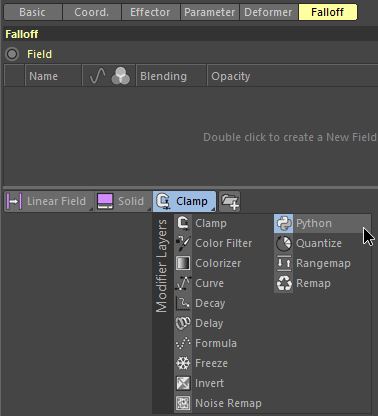 Basic Coord. Effector Parameter Deformer Falloff
Falloff
Field
Name Blending Opacity
Double click to create a New Field
Linear Field Solid Clamp
Modifier Layers
Clamp Python
Color Filter Quantize
Colorizer Rangemap
Curve Remap
Decay
Delay
Formula
Freeze
Invert
Noise Remap